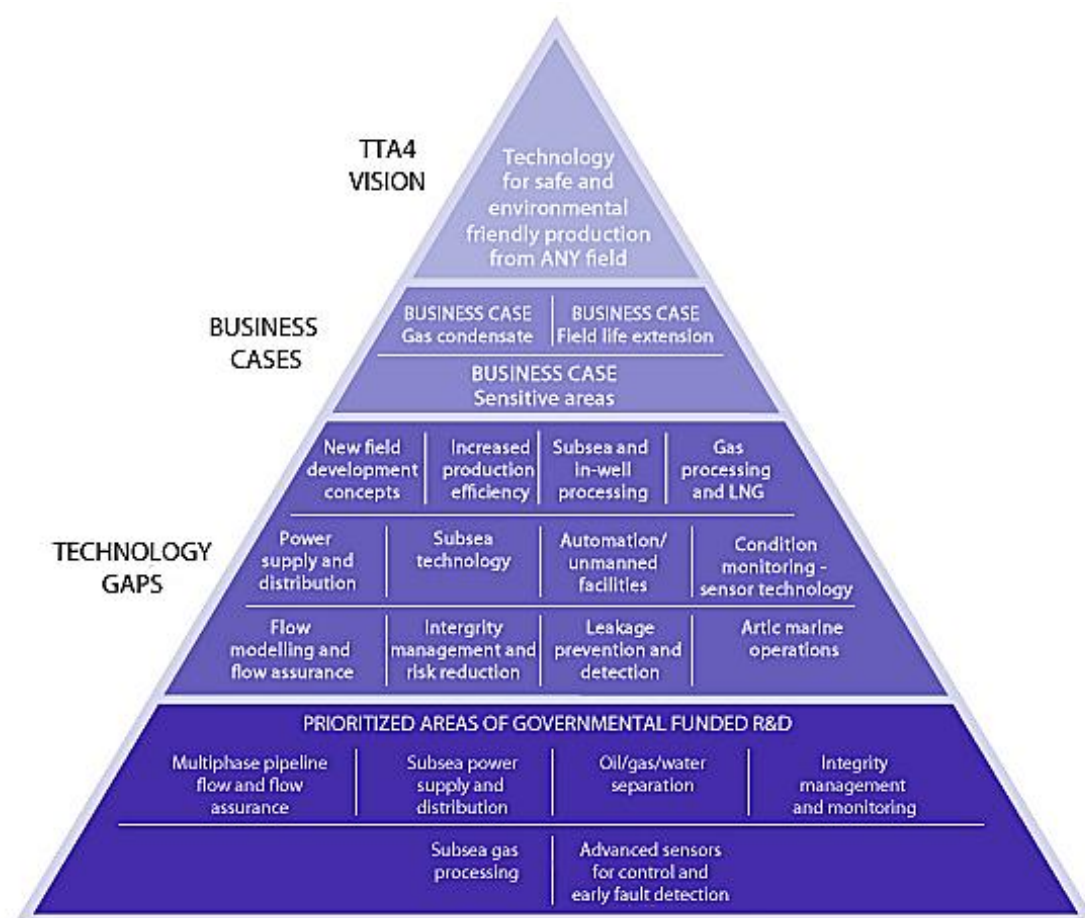 TTA4
VISION
Technology
for safe and
environmental
friendly production
from ANY field
BUSINESS
CASES
BUSINESS CASE
Gas condensate
BUSINESS CASE
Field life extension
BUSINESS CASE
Sensitive areas
TECHNOLOGY
GAPS
New field
development
concepts
Increased
production
efficiency
Subsea and
in-well
processing
Gas
processing
and LNG
Power
supply and
distribution
Subsea
technology
Automation/
unmanned
facilities
Condition
monitoring -
sensor technology
Flow
modelling and
flow assurance
Intergrity
management and
risk reduction
Leakage
prevention and
detection
Artic marine
operations
PRIORITIZED AREAS OF GOVERNMENTAL FUNDED R&D
Multiphase pipeline
flow and flow
assurance
Subsea power
supply and
distribution
Oil/gas/water
separation
Integrity
management
and monitoring
Subsea gas
processing
Advanced sensors
for control and
early fault detection